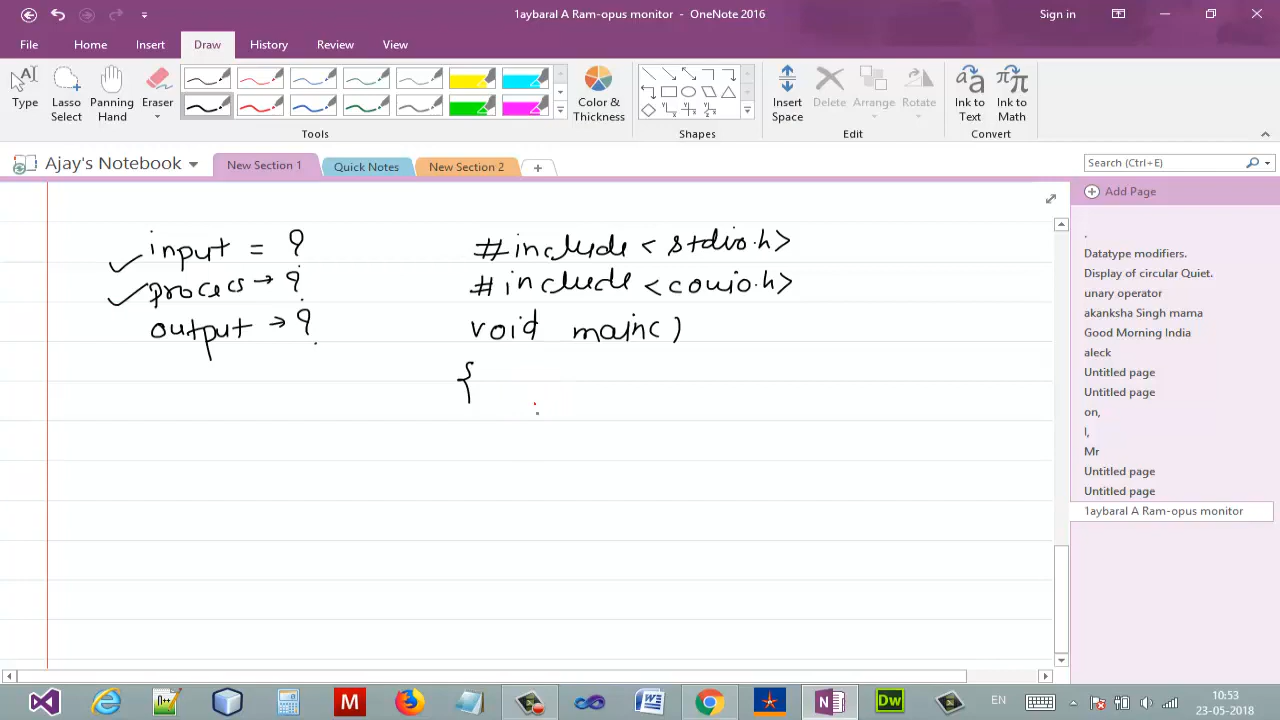 1aybaral A Ram-opus monitor - OneNote 2016
Sign in
File Home Insert Draw History Review View
Type
Lasso Select
Panning Hand
Eraser
Color & Thickness
Insert Space
Delete
Arrange
Rotate
Ink to Text
Ink to Math
Tools
Shapes
Edit
Convert
Ajay's Notebook
New Section 1
Quick Notes
New Section 2
Search (Ctrl+E)
Add Page
.
Datatype modifiers.
Display of circular Quiet.
unary operator
akanksha Singh mama
Good Morning India
aleck
Untitled page
Untitled page
on,
l,
Mr
Untitled page
Untitled page
1aybaral A Ram-opus monitor
input = ?
process → ?
output → ?
#include <stdio.h>
#include <conio.h>
void main()
{
EN
10:53
23-05-2018